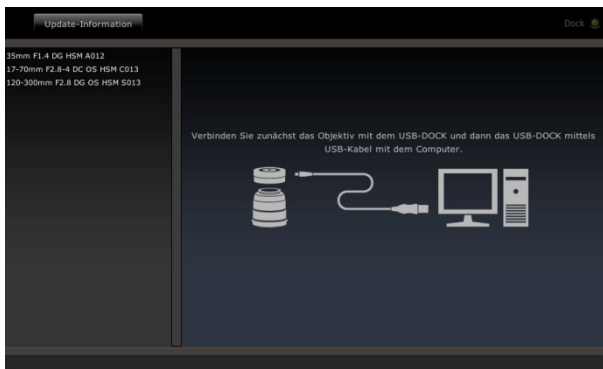 Update-Information
Dock
35mm F1.4 DG HSM A012
17-70mm F2.8-4 DC OS HSM C013
120-300mm F2.8 DG OS HSM S013
Verbinden Sie zunächst das Objektiv mit dem USB-DOCK und dann das USB-DOCK mittels
USB-Kabel mit dem Computer.